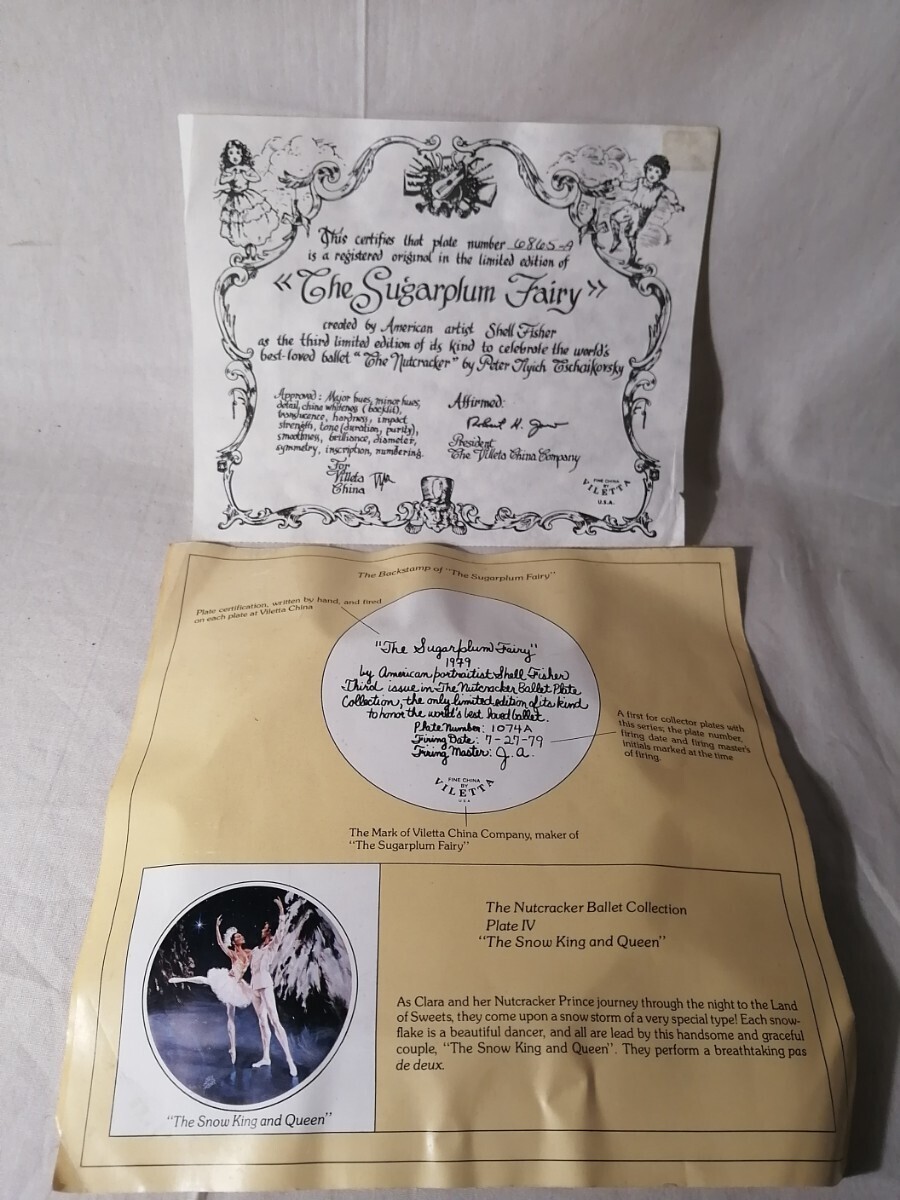 This certifies that plate number 6865-A
is a registered original in the limited edition of
«The Sugarplum Fairy»
created by American artist Shell Fisher
as the third limited edition of its kind to celebrate the world's
best-loved ballet "The Nutcracker" by Peter Ilyich Tschaikovsky
Approved: Major hues, minor hues,
detail, china whiteness (backlit),
translucence, hardness, impact
strength, tone (duration, purity),
smoothness, brilliance, diameter,
symmetry, inscription, numbering.
For
Viletta
China
Affirmed:
Robert H.
President
The Villeta China Company
FINE CHINA
BY
VILETTA
U.S.A.
The Backstamp of "The Sugarplum Fairy"
Plate certification, written by hand, and fired
on each plate at Viletta China
"The Sugarplum Fairy"
1979
by American portraitist Shell Fisher
Third issue in The Nutcracker Ballet Plate
Collection, the only limited edition of its kind
to honor the world's best loved ballet.
Plate Number: 1074A
Firing Date: 7-27-79
Firing Master: J.A.
FINE CHINA
BY
VILETTA
USA
A first for collector plates with
this series; the plate number,
firing date and firing master's
initials marked at the time
of firing.
The Mark of Viletta China Company, maker of
"The Sugarplum Fairy"
The Nutcracker Ballet Collection
Plate IV
"The Snow King and Queen"
As Clara and her Nutcracker Prince journey through the night to the Land
of Sweets, they come upon a snow storm of a very special type! Each snow-
flake is a beautiful dancer, and all are lead by this handsome and graceful
couple, "The Snow King and Queen". They perform a breathtaking pas
de deux.
"The Snow King and Queen"